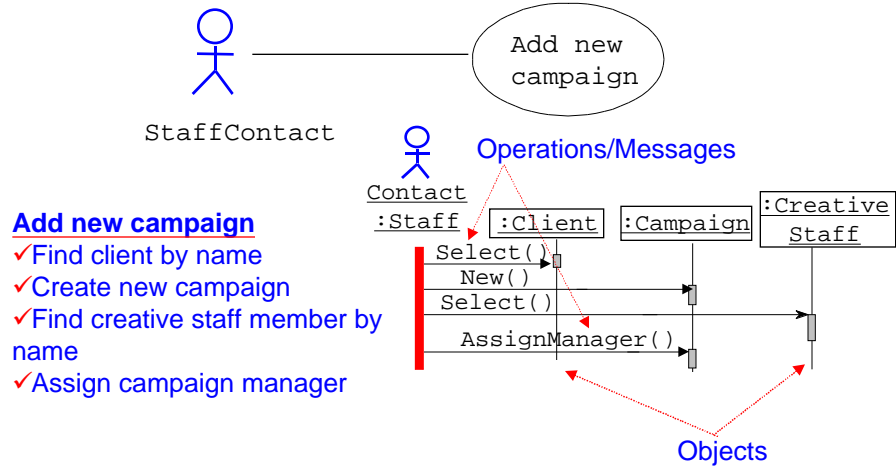 Add new
campaign
StaffContact
Operations/Messages
Contact
:Staff
:Client
:Campaign
:Creative
Staff
Add new campaign
✓Find client by name
✓Create new campaign
✓Find creative staff member by
name
✓Assign campaign manager
Select()
New()
Select()
AssignManager()
Objects